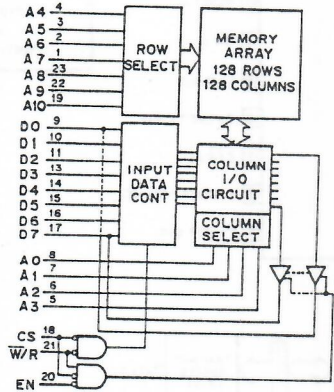 A4 4
A5 3
A6 2
A7 1
A8 23
A9 22
A10 19
ROW
SELECT
MEMORY
ARRAY
128 ROWS
128 COLUMNS
D0 9
D1 10
D2 11
D3 13
D4 14
D5 15
D6 16
D7 17
INPUT
DATA
CONT
COLUMN
I/O
CIRCUIT
COLUMN
SELECT
A0 8
A1 7
A2 6
A3 5
CS 18
W/R 21
EN 20